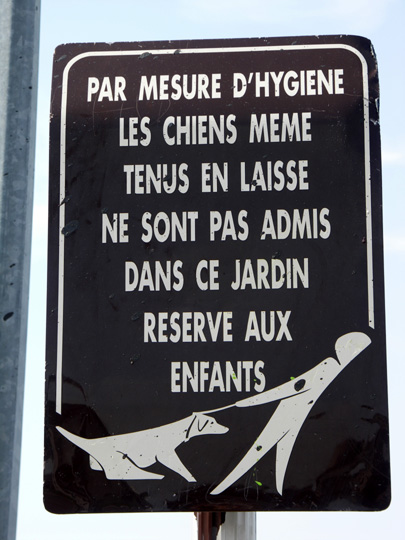 PAR MESURE D'HYGIENE
LES CHIENS MEME
TENUS EN LAISSE
NE SONT PAS ADMIS
DANS CE JARDIN
RESERVE AUX
ENFANTS